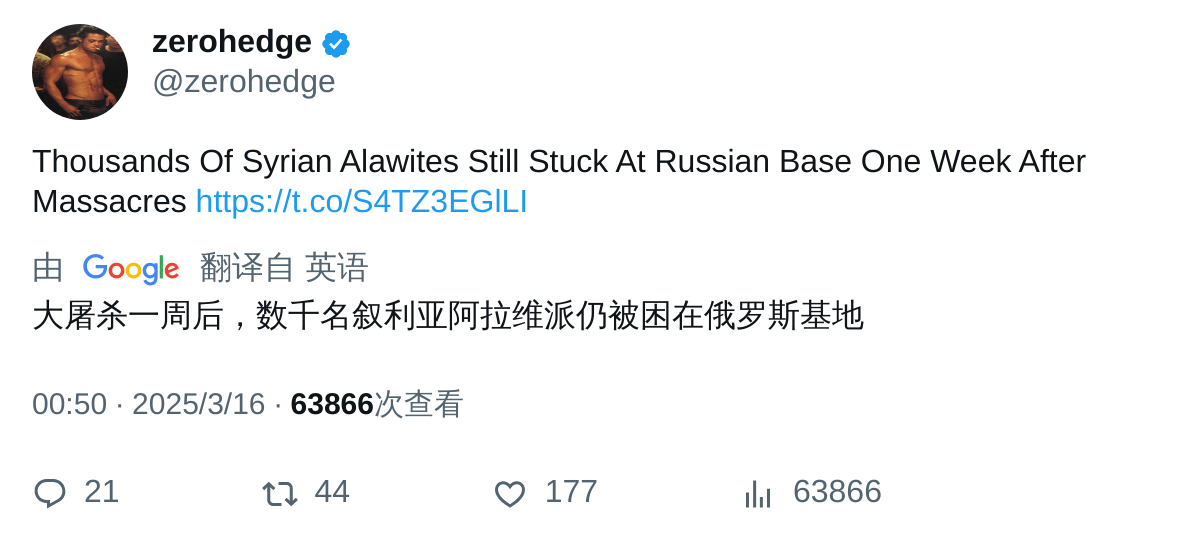 zerohedge
@zerohedge
Thousands Of Syrian Alawites Still Stuck At Russian Base One Week After
Massacres https://t.co/S4TZ3EGlLI
由 Google 翻译自 英语
大屠杀一周后，数千名叙利亚阿拉维派仍被困在俄罗斯基地
00:50 · 2025/3/16 · 63866次查看
21 44 177 63866